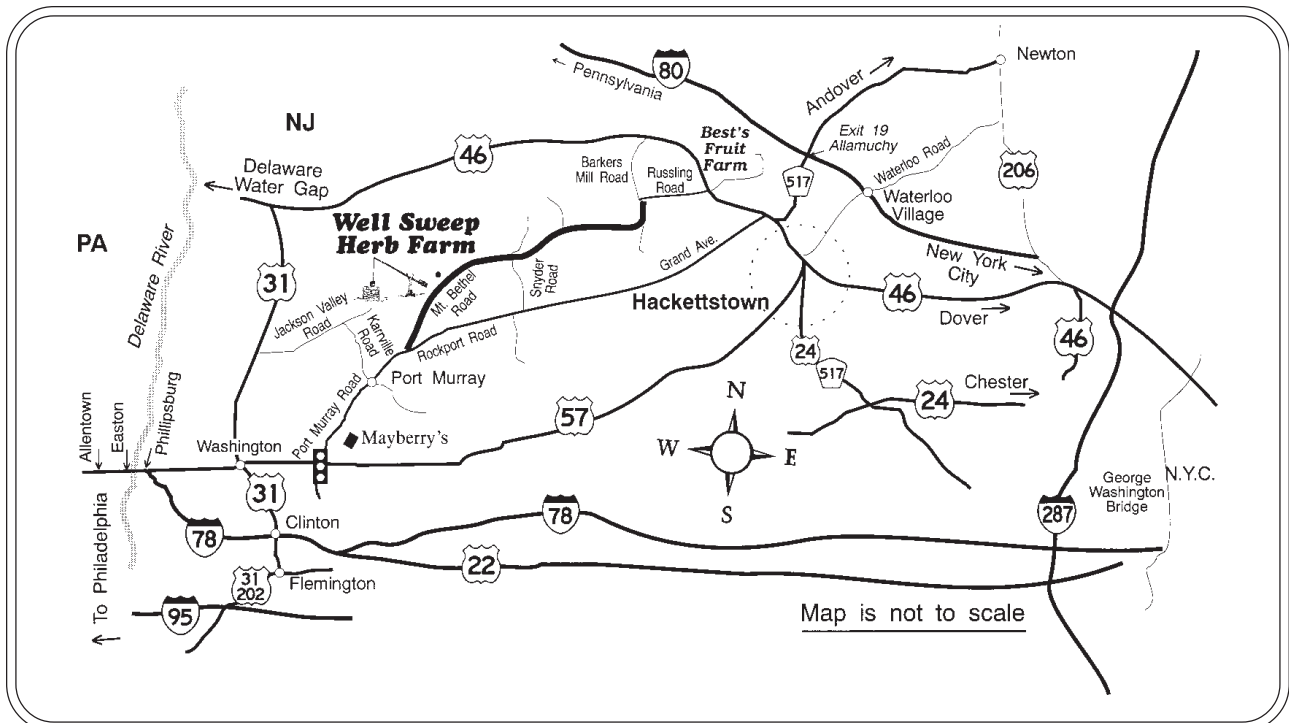 Newton
80
Pennsylvania
Andover
NJ
Best's
Fruit
Farm
Exit 19
Allamuchy
46
Delaware
Water Gap
Barkers
Mill Road
Russling
Road
517
Waterloo Road
206
Waterloo
Village
Well Sweep
Herb Farm
PA
Delaware River
31
Grand Ave.
New York
City
Snyder
Road
Mt. Bethel
Road
Hackettstown
46
Dover
Jackson Valley
Road
Karrville
Road
Rockport Road
46
24
517
Port Murray
Chester
24
Port Murray Road
57
N
W
E
S
Allentown
Easton
Phillipsburg
Washington
Mayberry's
31
George
Washington
Bridge
N.Y.C.
78
Clinton
78
287
22
To Philadelphia
31
202
Flemington
95
Map is not to scale